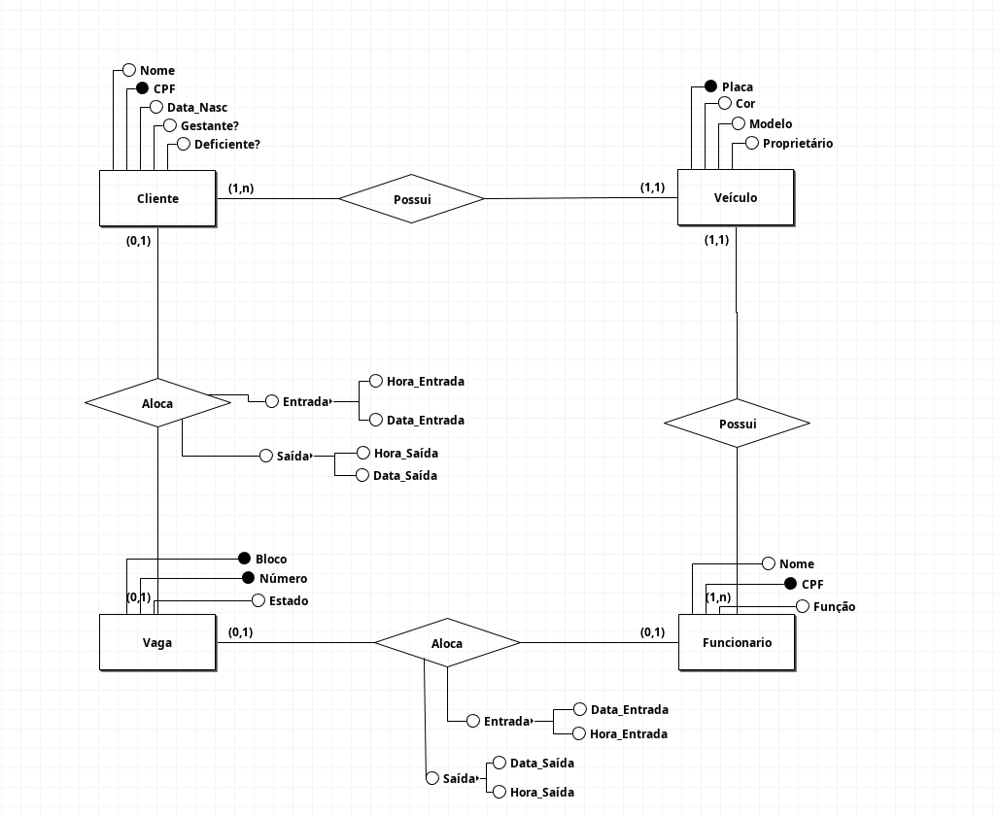 Nome
CPF
Data_Nasc
Gestante?
Deficiente?
Placa
Cor
Modelo
Proprietário
Cliente
(1,n)
Possui
(1,1)
Veículo
(0,1)
(1,1)
Aloca
Entrada
Hora_Entrada
Data_Entrada
Saída
Hora_Saída
Data_Saída
Possui
Bloco
Número
Estado
(0,1)
Vaga
(0,1)
Aloca
(0,1)
Nome
CPF
(1,n)
Função
Funcionario
Entrada
Data_Entrada
Hora_Entrada
Saída
Data_Saída
Hora_Saída